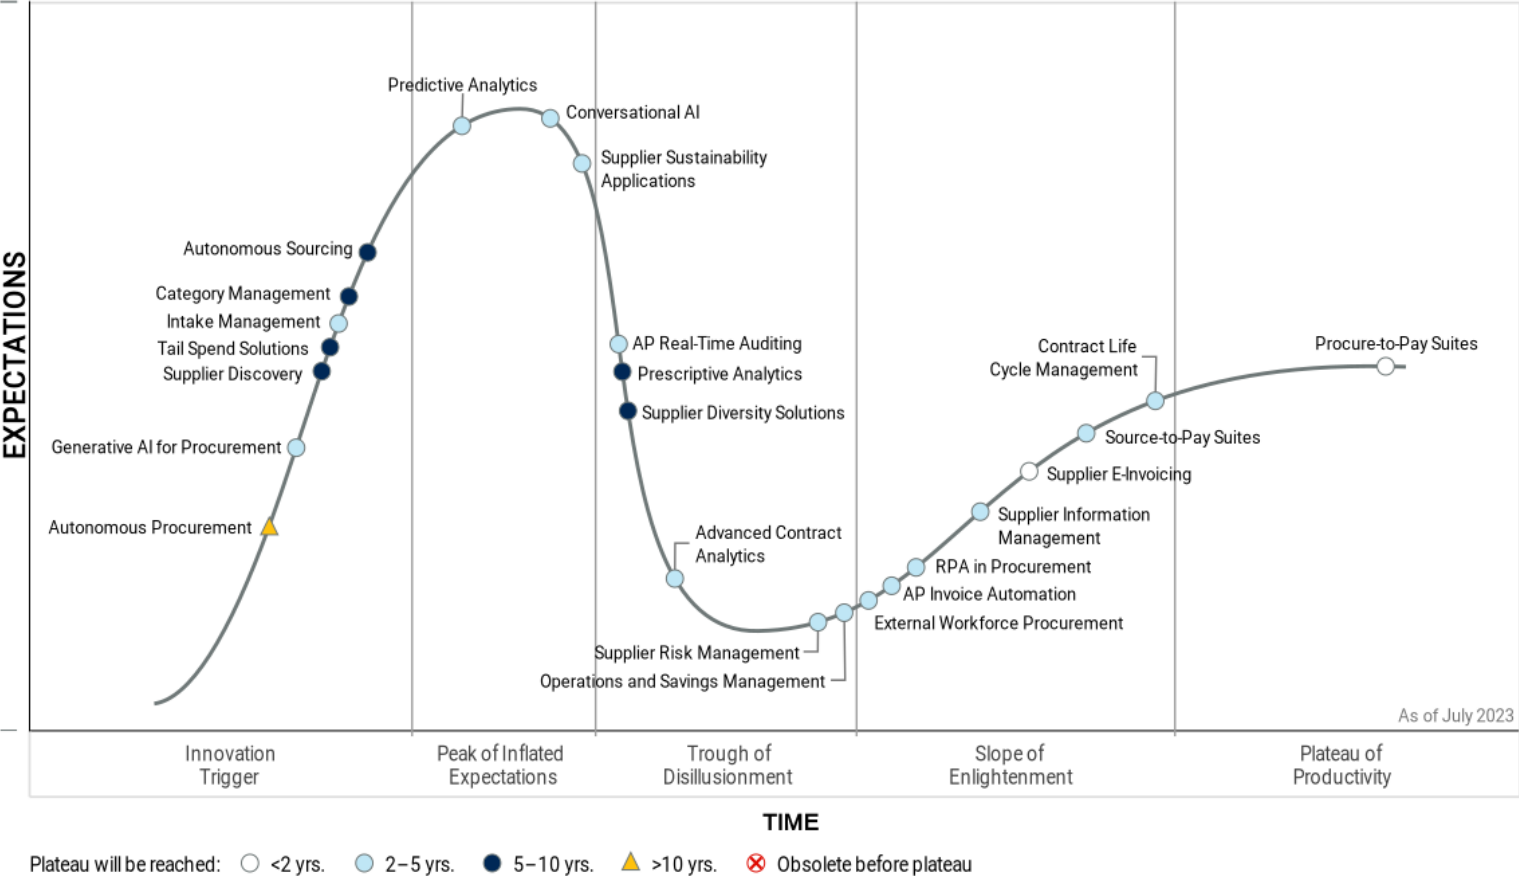 Predictive Analytics
Conversational AI
Supplier Sustainability
Applications
Autonomous Sourcing
Category Management
Intake Management
Tail Spend Solutions
Supplier Discovery
Generative AI for Procurement
Autonomous Procurement
AP Real-Time Auditing
Prescriptive Analytics
Supplier Diversity Solutions
Advanced Contract
Analytics
Supplier Risk Management
Operations and Savings Management
Contract Life
Cycle Management
Procure-to-Pay Suites
Source-to-Pay Suites
Supplier E-Invoicing
Supplier Information
Management
RPA in Procurement
AP Invoice Automation
External Workforce Procurement
EXPECTATIONS
As of July 2023
Innovation
Trigger
Peak of Inflated
Expectations
Trough of
Disillusionment
Slope of
Enlightenment
Plateau of
Productivity
TIME
Plateau will be reached: <2 yrs. 2–5 yrs. 5–10 yrs. >10 yrs. Obsolete before plateau